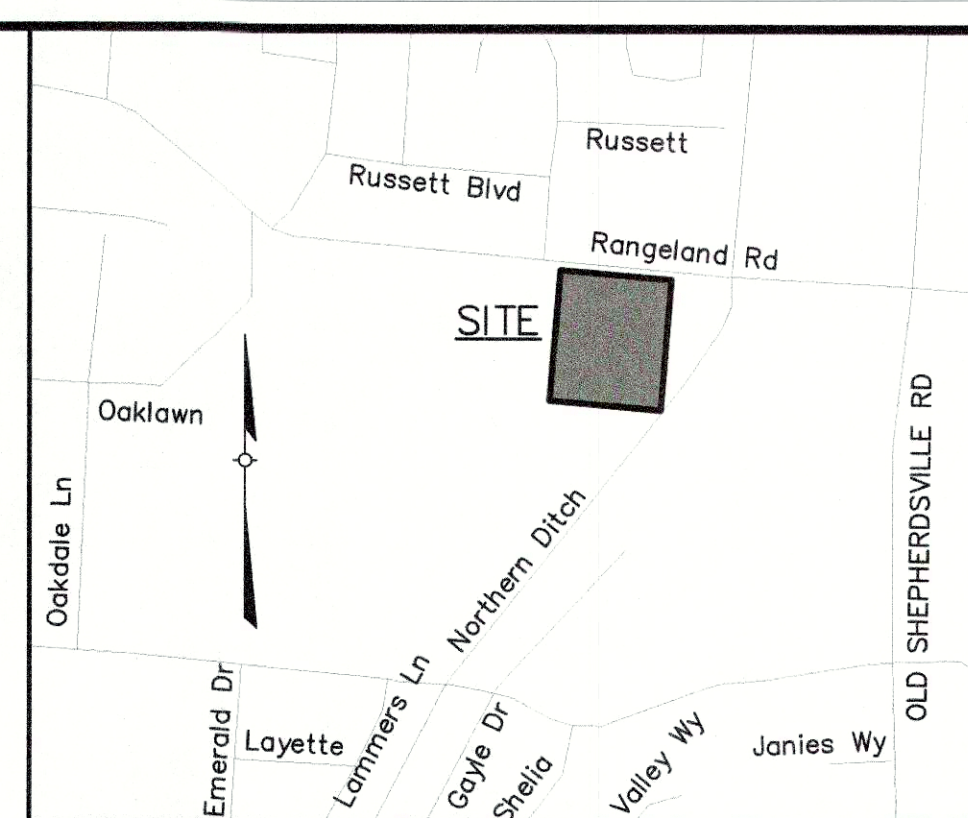 Russett
Russett Blvd
Rangeland Rd
SITE
Oaklawn
Oakdale Ln
Northern Ditch
OLD SHEPHERDSVILLE RD
Emerald Dr
Layette
Lammers Ln
Gayle Dr
Shelia
Valley Wy
Janies Wy